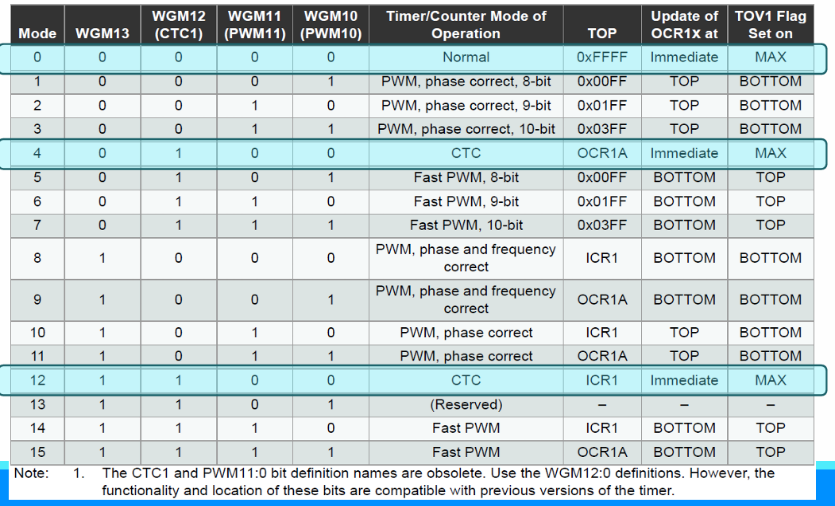 Mode WGM13 WGM12 (CTC1) WGM11 (PWM11) WGM10 (PWM10) Timer/Counter Mode of Operation TOP Update of OCR1X at TOV1 Flag Set on
0 0 0 0 0 Normal 0xFFFF Immediate MAX
1 0 0 0 1 PWM, phase correct, 8-bit 0x00FF TOP BOTTOM
2 0 0 1 0 PWM, phase correct, 9-bit 0x01FF TOP BOTTOM
3 0 0 1 1 PWM, phase correct, 10-bit 0x03FF TOP BOTTOM
4 0 1 0 0 CTC OCR1A Immediate MAX
5 0 1 0 1 Fast PWM, 8-bit 0x00FF BOTTOM TOP
6 0 1 1 0 Fast PWM, 9-bit 0x01FF BOTTOM TOP
7 0 1 1 1 Fast PWM, 10-bit 0x03FF BOTTOM TOP
8 1 0 0 0 PWM, phase and frequency correct ICR1 BOTTOM BOTTOM
9 1 0 0 1 PWM, phase and frequency correct OCR1A BOTTOM BOTTOM
10 1 0 1 0 PWM, phase correct ICR1 TOP BOTTOM
11 1 0 1 1 PWM, phase correct OCR1A TOP BOTTOM
12 1 1 0 0 CTC ICR1 Immediate MAX
13 1 1 0 1 (Reserved) – – –
14 1 1 1 0 Fast PWM ICR1 BOTTOM TOP
15 1 1 1 1 Fast PWM OCR1A BOTTOM TOP
Note: 1. The CTC1 and PWM11:0 bit definition names are obsolete. Use the WGM12:0 definitions. However, the
functionality and location of these bits are compatible with previous versions of the timer.